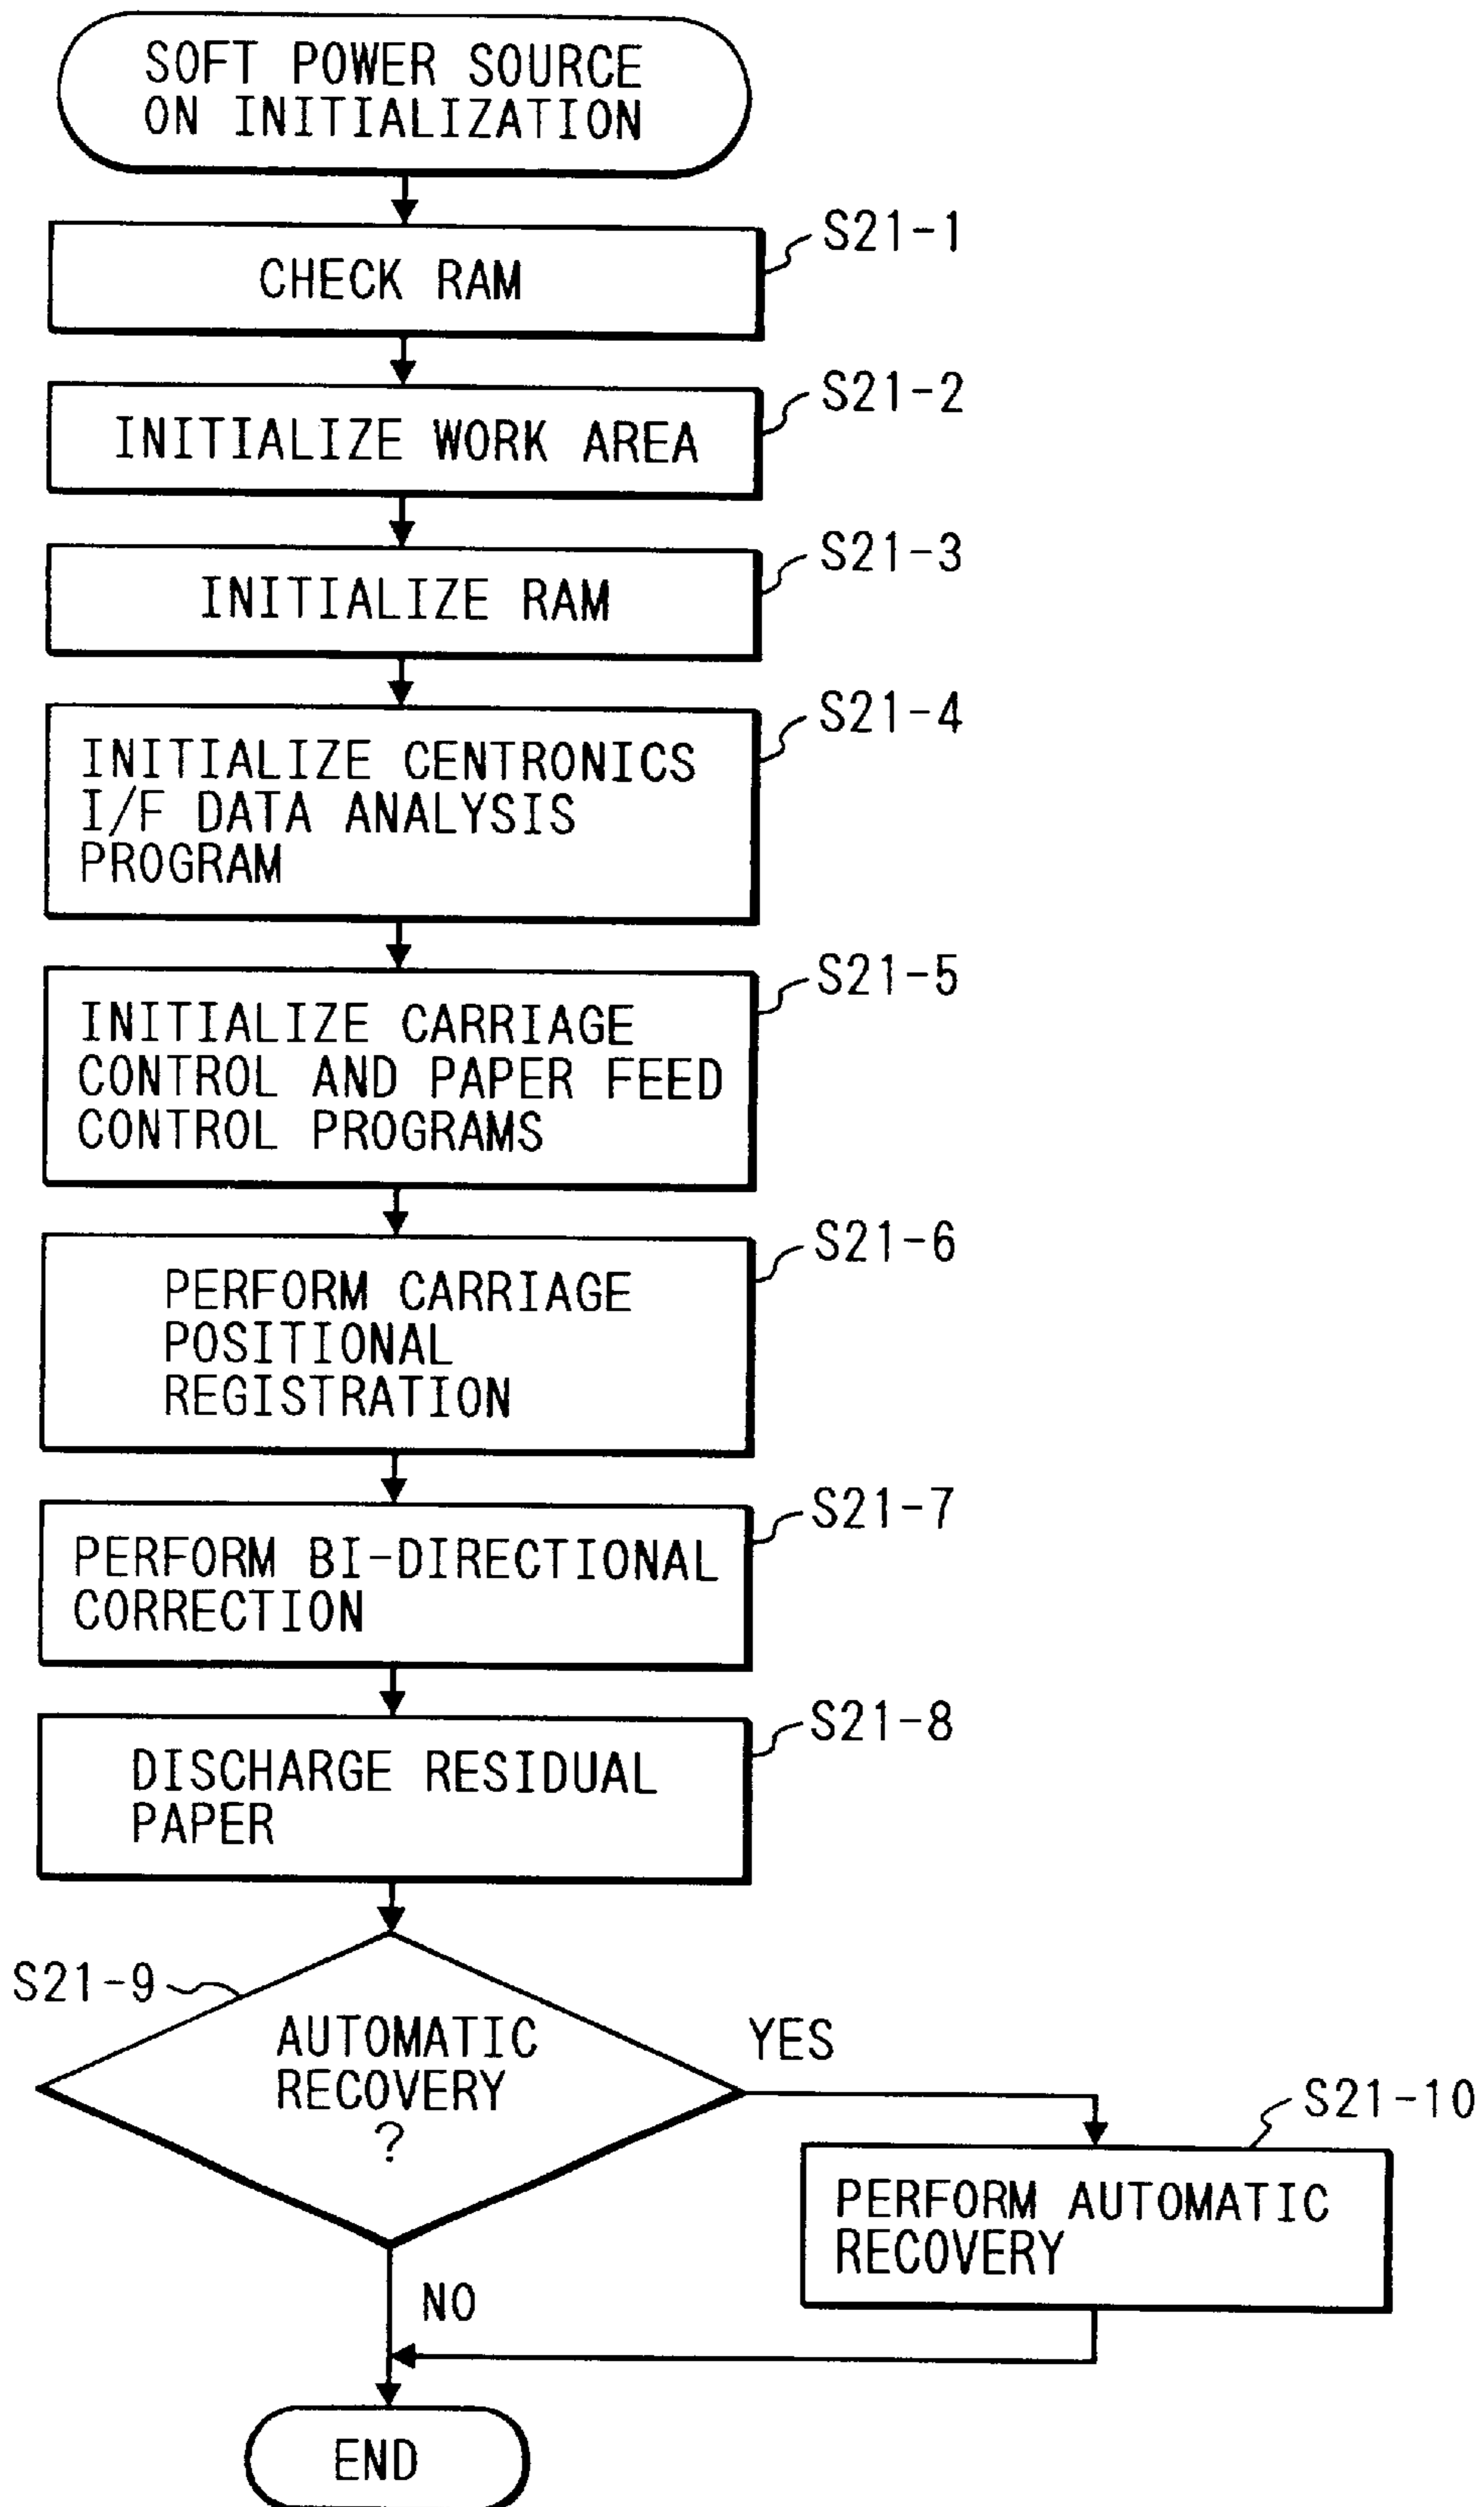 SOFT POWER SOURCE
ON INITIALIZATION
S21-1
CHECK RAM
S21-2
INITIALIZE WORK AREA
S21-3
INITIALIZE RAM
S21-4
INITIALIZE CENTRONICS
I/F DATA ANALYSIS
PROGRAM
S21-5
INITIALIZE CARRIAGE
CONTROL AND PAPER FEED
CONTROL PROGRAMS
S21-6
PERFORM CARRIAGE
POSITIONAL
REGISTRATION
S21-7
PERFORM BI-DIRECTIONAL
CORRECTION
S21-8
DISCHARGE RESIDUAL
PAPER
S21-9
AUTOMATIC
RECOVERY
?
YES
S21-10
PERFORM AUTOMATIC
RECOVERY
NO
END